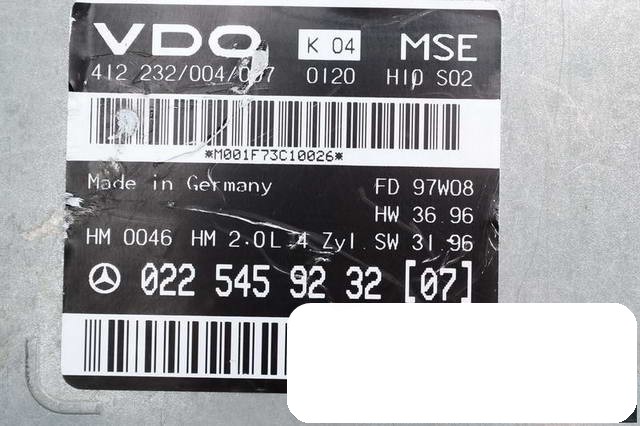 VDO K 04 MSE
412 232/004/007 0120 H10 S02
*M001F73C10026*
Made in Germany FD 97W08
HW 36.96
HM 0046 HM 2.0L 4 Zyl SW 31.96
022 545 92 32 [07]